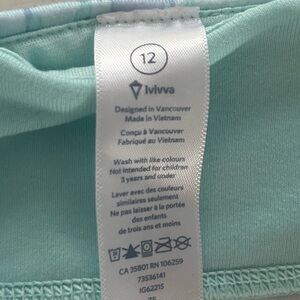 12
ivivva
Designed in Vancouver
Made in Vietnam
Conçu à Vancouver
Fabriqué au Vietnam
Wash with like colours
Not intended for children
3 years and under
Laver avec des couleurs
similaires seulement
Ne pas laisser à la portée
des enfants
de trois ans et moins
CA 35801 RN 106259
73536141
IG6221S